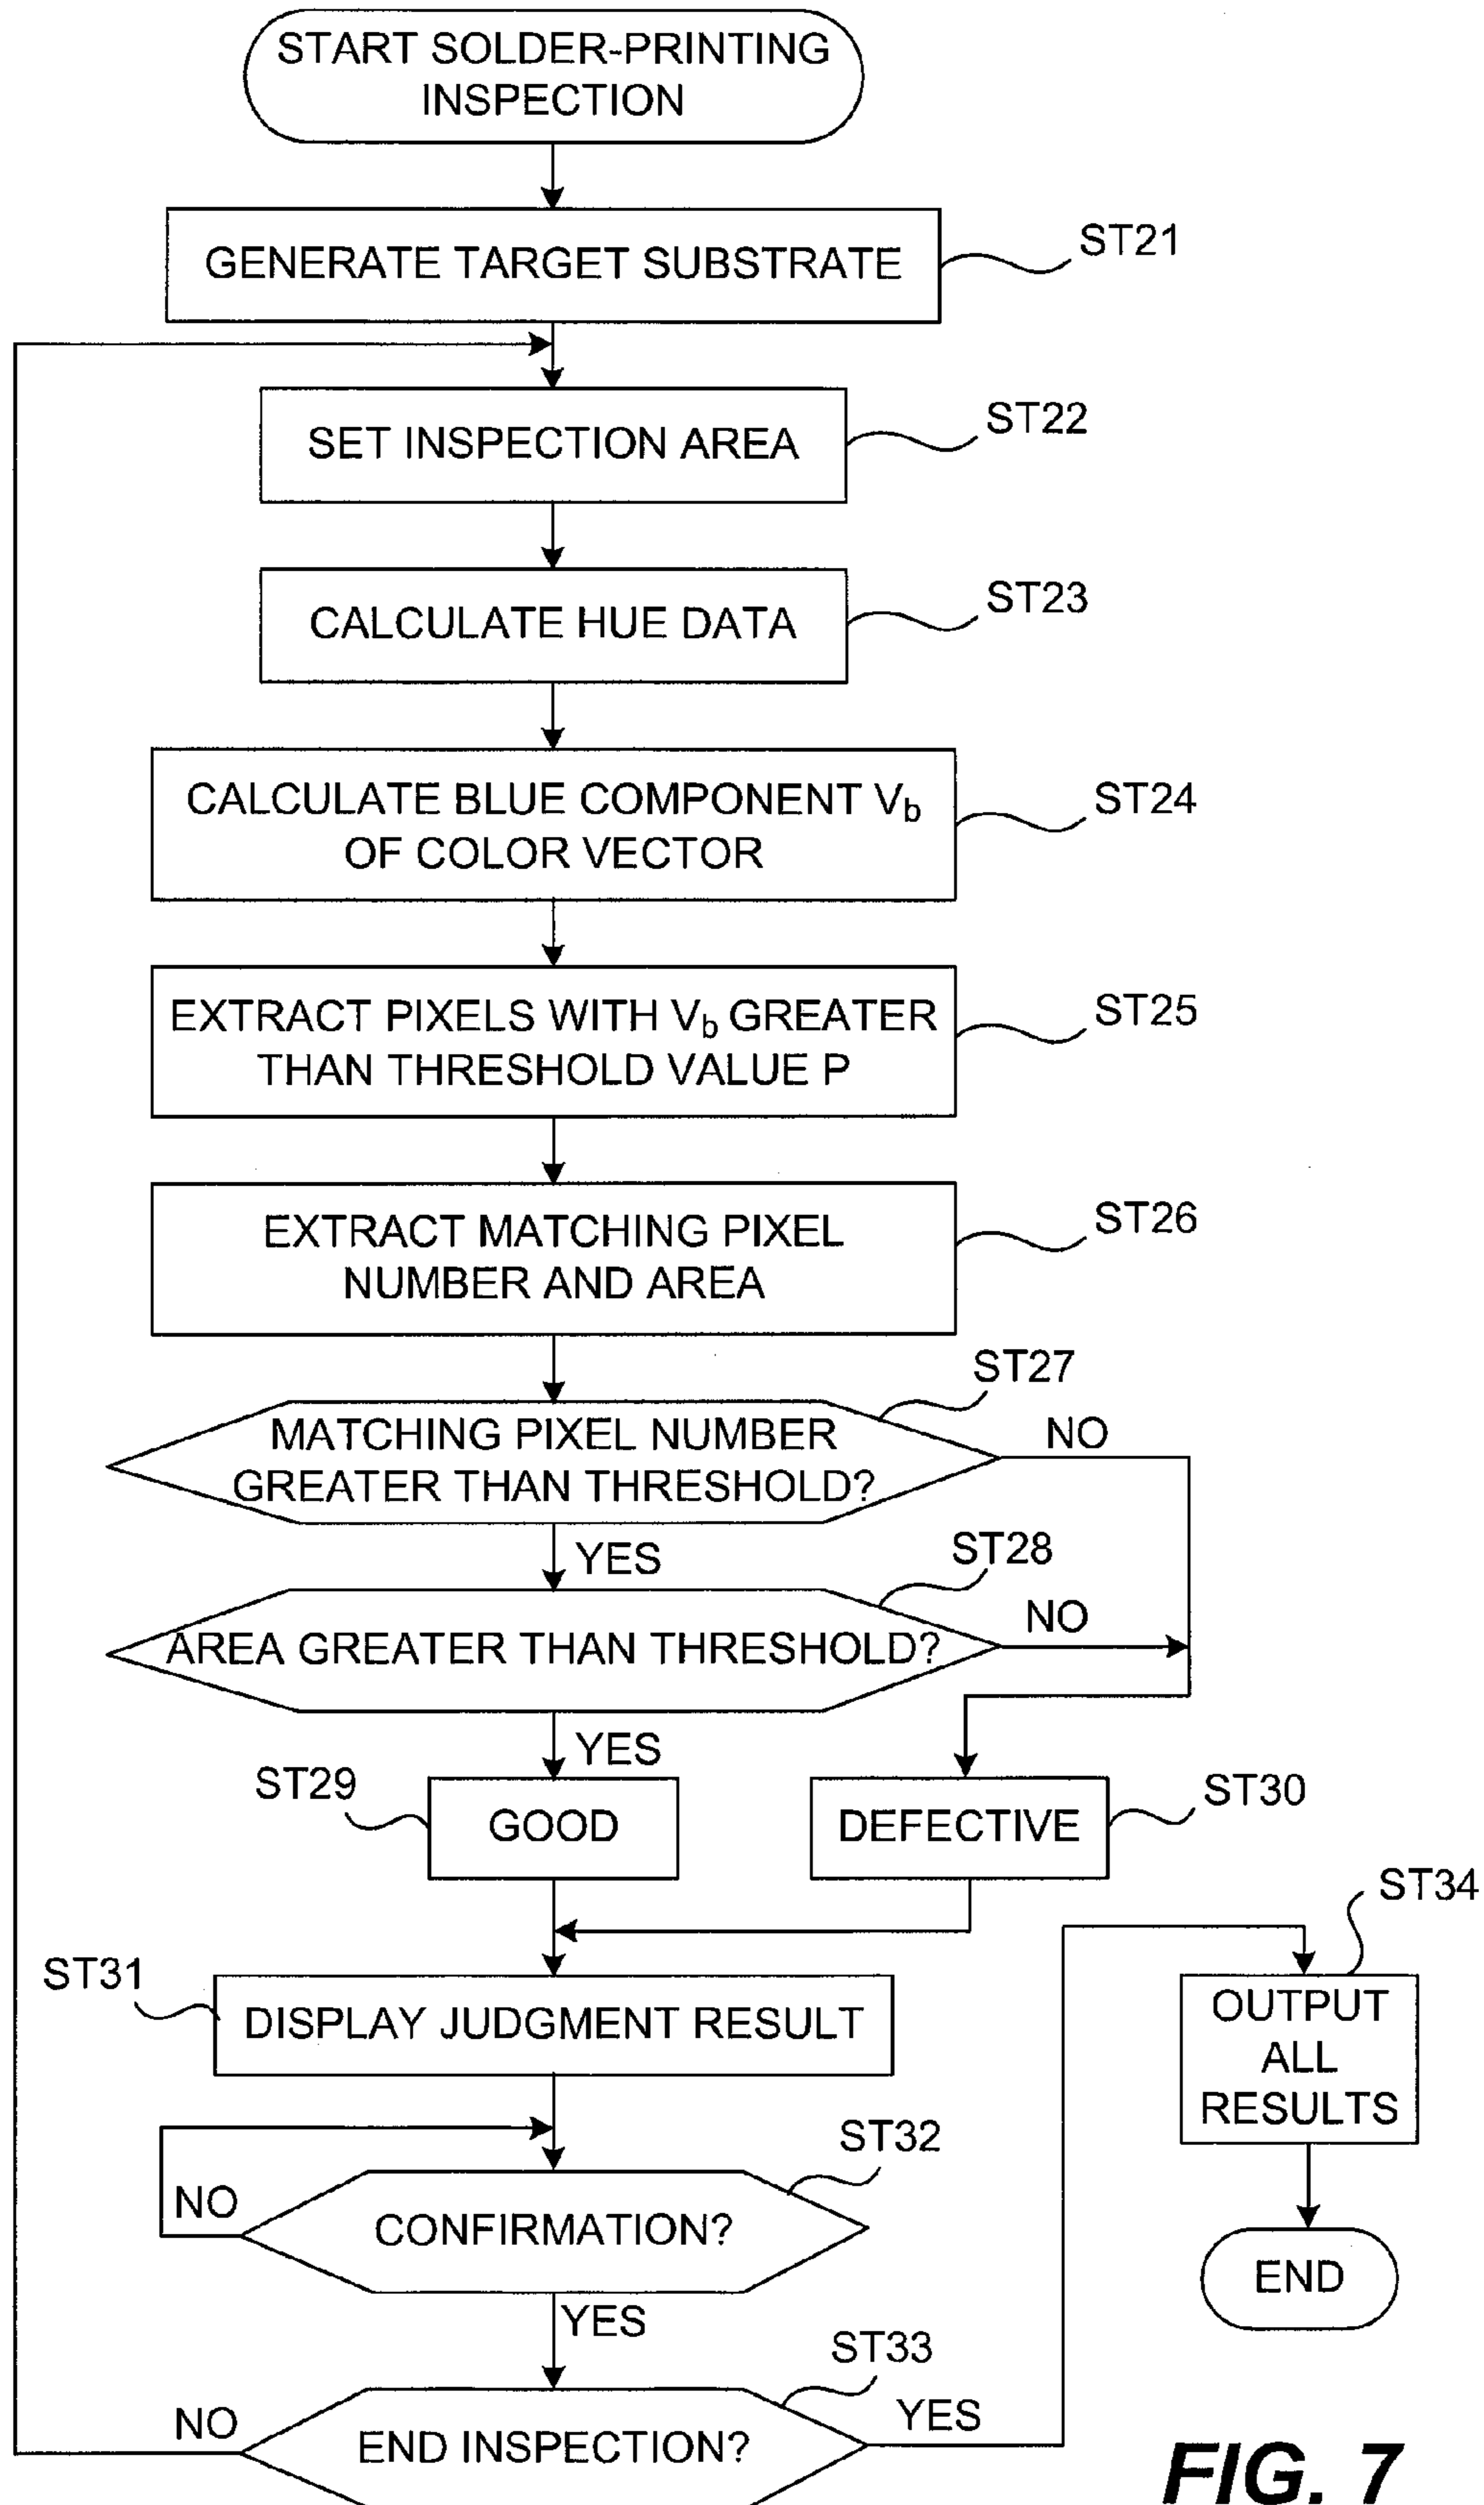 START SOLDER-PRINTING
INSPECTION
GENERATE TARGET SUBSTRATE
ST21
SET INSPECTION AREA
ST22
CALCULATE HUE DATA
ST23
CALCULATE BLUE COMPONENT Vb
OF COLOR VECTOR
ST24
EXTRACT PIXELS WITH Vb GREATER
THAN THRESHOLD VALUE P
ST25
EXTRACT MATCHING PIXEL
NUMBER AND AREA
ST26
ST27
MATCHING PIXEL NUMBER
GREATER THAN THRESHOLD?
NO
YES
ST28
AREA GREATER THAN THRESHOLD?
NO
YES
ST29
GOOD
DEFECTIVE
ST30
ST34
ST31
DISPLAY JUDGMENT RESULT
OUTPUT
ALL
RESULTS
ST32
NO
CONFIRMATION?
END
YES
ST33
NO
END INSPECTION?
YES
FIG. 7